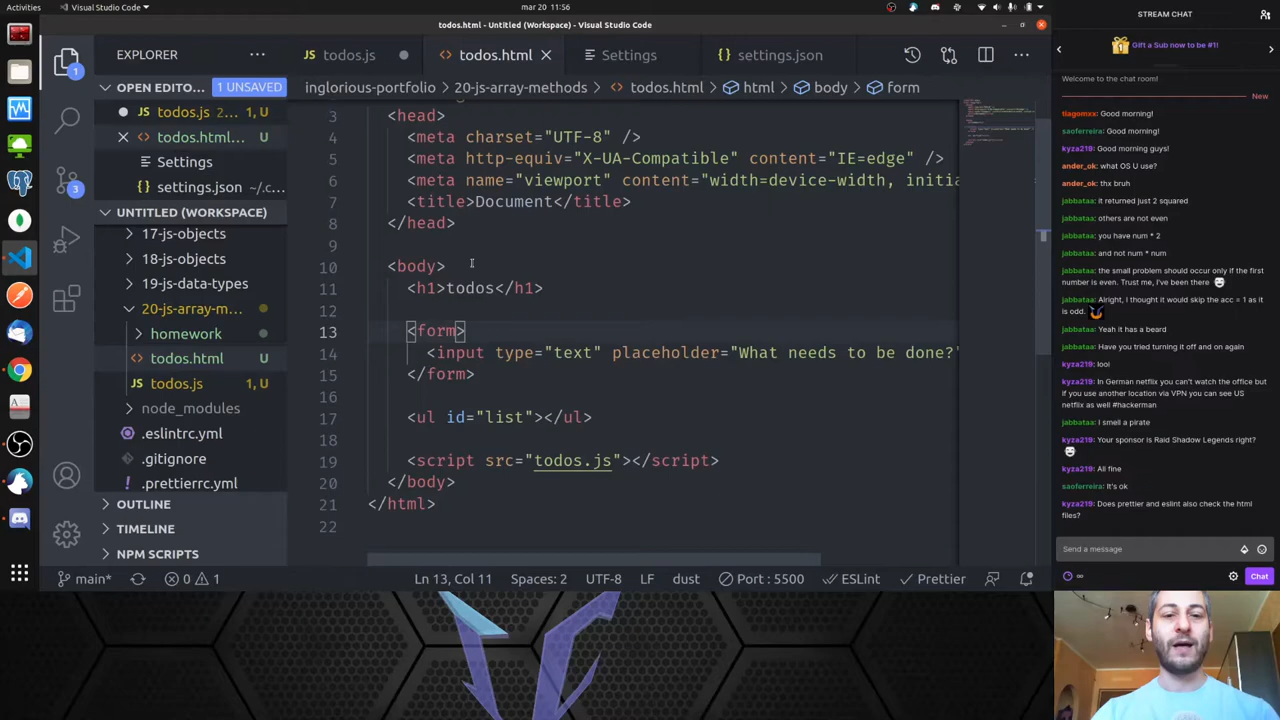 Activities
Visual Studio Code
mar 20 11:56
todos.html - Untitled (Workspace) - Visual Studio Code
EXPLORER
OPEN EDITO...
1 UNSAVED
todos.js 2... 1, U
todos.html... U
Settings
settings.json ~/.c...
UNTITLED (WORKSPACE)
17-js-objects
18-js-objects
19-js-data-types
20-js-array-m...
homework
todos.html U
todos.js 1, U
node_modules
.eslintrc.yml
.gitignore
.prettierrc.yml
OUTLINE
TIMELINE
NPM SCRIPTS
1
3
todos.js
todos.html
Settings
settings.json
inglorious-portfolio > 20-js-array-methods > todos.html > html > body > form
3 <head>
4 <meta charset="UTF-8" />
5 <meta http-equiv="X-UA-Compatible" content="IE=edge" />
6 <meta name="viewport" content="width=device-width, initia
7 <title>Document</title>
8 </head>
9
10 <body>
11 <h1>todos</h1>
12
13 <form>
14 <input type="text" placeholder="What needs to be done?"
15 </form>
16
17 <ul id="list"></ul>
18
19 <script src="todos.js"></script>
20 </body>
21 </html>
22
main*
0
1
Ln 13, Col 11
Spaces: 2
UTF-8
LF
dust
Port : 5500
ESLint
Prettier
STREAM CHAT
Gift a Sub now to be #1!
Welcome to the chat room!
New
tiagomxx: Good morning!
saoferreira: Good morning!
kyza219: Good morning guys!
ander_ok: what OS U use?
ander_ok: thx bruh
jabbataa: it returned just 2 squared
jabbataa: others are not even
jabbataa: you have num * 2
jabbataa: and not num * num
jabbataa: the small problem should occur only if the first
number is even. Trust me, I've been there
jabbataa: Alright, I thought it would skip the acc = 1 as it
is odd.
jabbataa: Yeah it has a beard
jabbataa: Have you tried turning it off and on again
kyza219: looi
kyza219: In German netflix you can't watch the office but
if you use another location via VPN you can see US
netflix as well #hackerman
jabbataa: I smell a pirate
kyza219: Your sponsor is Raid Shadow Legends right?
kyza219: All fine
saoferreira: It's ok
kyza219: Does prettier and eslint also check the html
files?
Send a message
∞
Chat